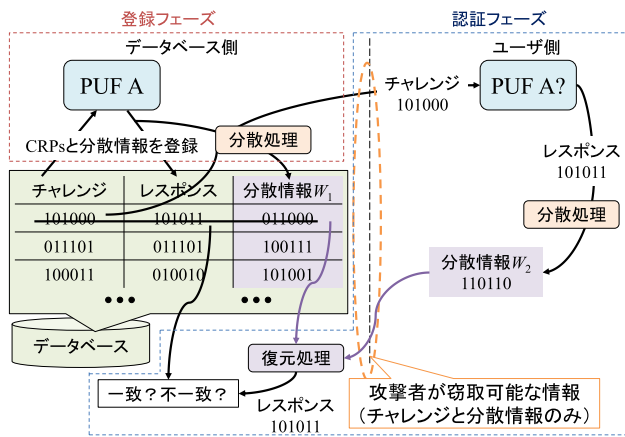 登録フェーズ
認証フェーズ
データベース側
ユーザ側
PUF A
チャレンジ
101000
PUF A?
CRPsと分散情報を登録
分散処理
レスポンス
101011
チャレンジ レスポンス 分散情報W1
101000 101011 011000
011101 011101 100111
100011 010010 101001
••• •••
分散処理
分散情報W2
110110
データベース
復元処理
一致？不一致？
レスポンス
101011
攻撃者が窃取可能な情報
（チャレンジと分散情報のみ）